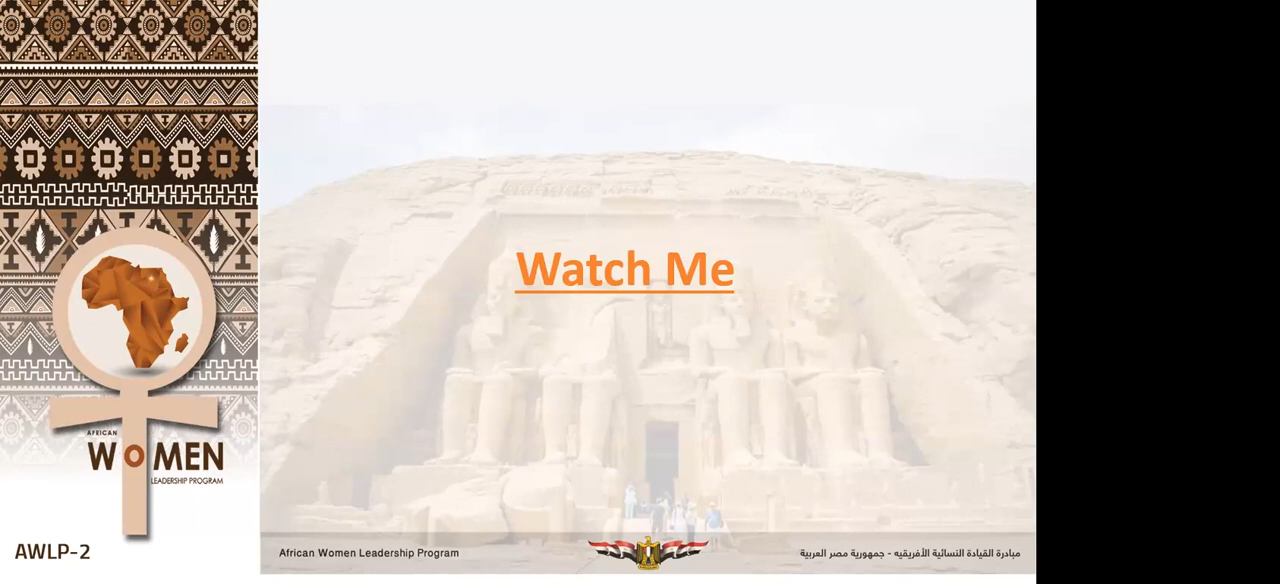 Watch Me
AFRICAN
WOMEN
LEADERSHIP PROGRAM
AWLP-2
African Women Leadership Program
مبادرة القيادة النسائية الأفريقيه - جمهورية مصر العربية